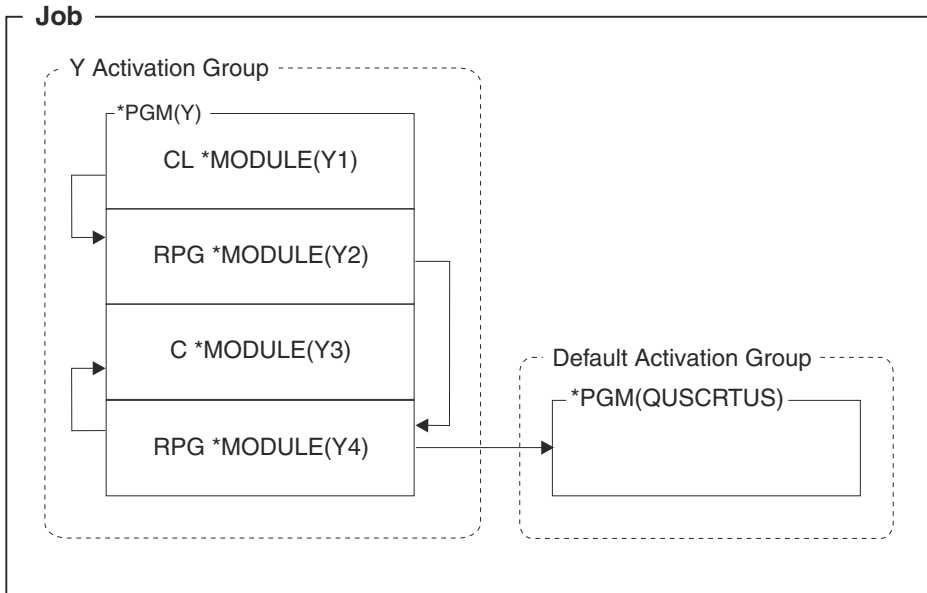 Job
Y Activation Group
*PGM(Y)
CL *MODULE(Y1)
RPG *MODULE(Y2)
C *MODULE(Y3)
RPG *MODULE(Y4)
Default Activation Group
*PGM(QUSCRTUS)